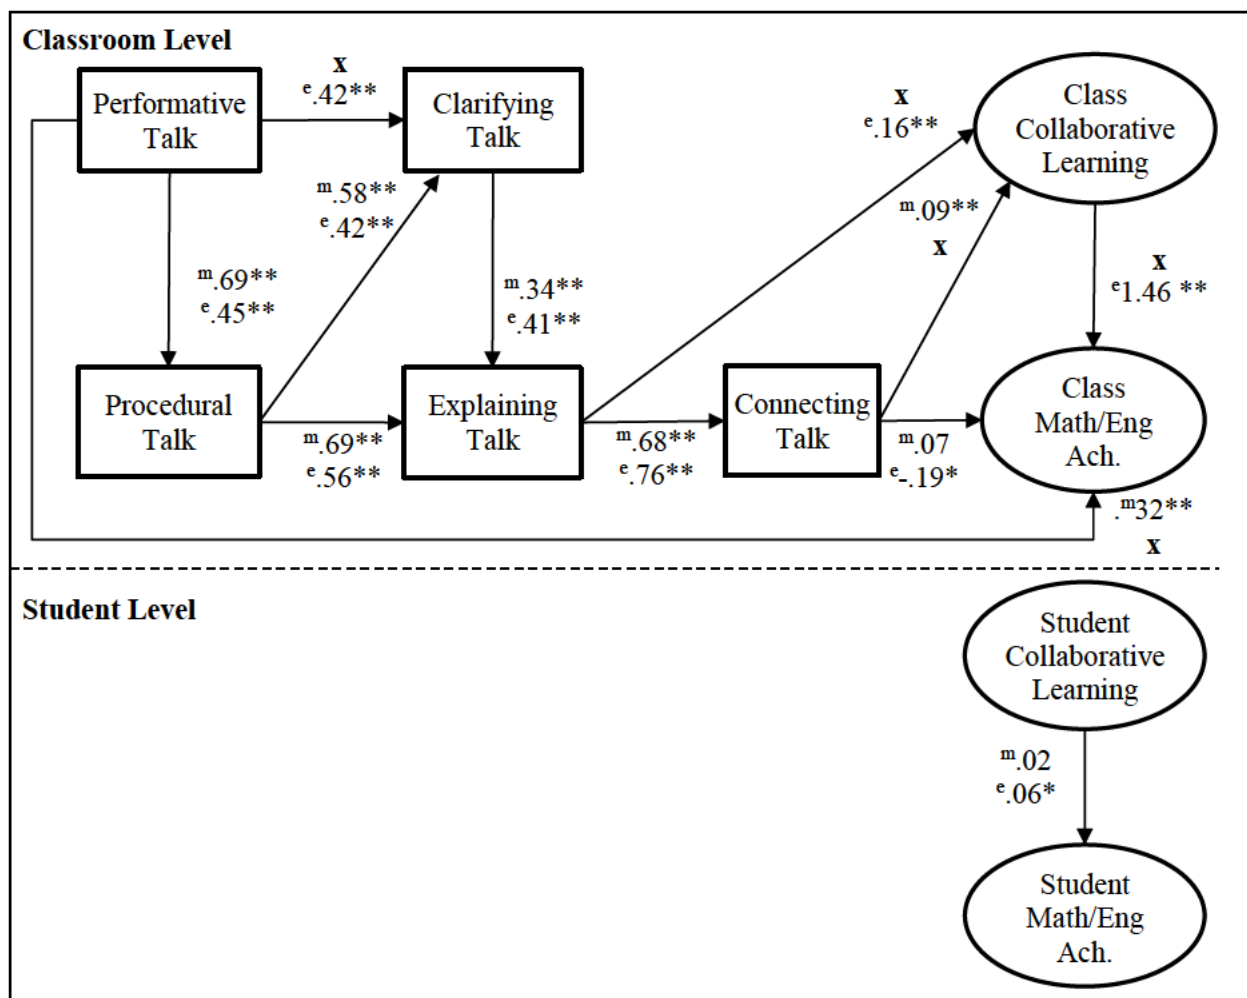 Classroom Level
Performative
Talk
x
e.42**
Clarifying
Talk
x
e.16**
Class
Collaborative
Learning
m.58**
e.42**
m.09**
x
m.69**
e.45**
m.34**
e.41**
x
e1.46 **
Procedural
Talk
m.69**
e.56**
Explaining
Talk
m.68**
e.76**
Connecting
Talk
m.07
e-.19*
Class
Math/Eng
Ach.
.m32**
x
Student Level
Student
Collaborative
Learning
m.02
e.06*
Student
Math/Eng
Ach.